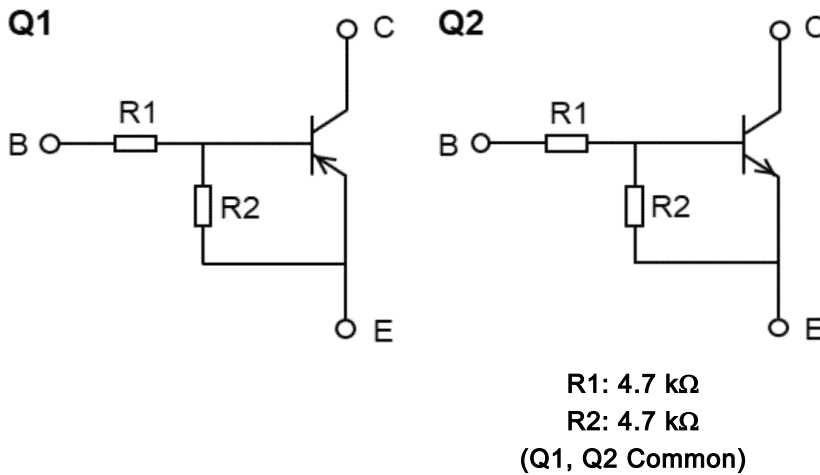 Q1
C
R1
B
R2
E
Q2
C
R1
B
R2
E
R1: 4.7 kΩ
R2: 4.7 kΩ
(Q1, Q2 Common)